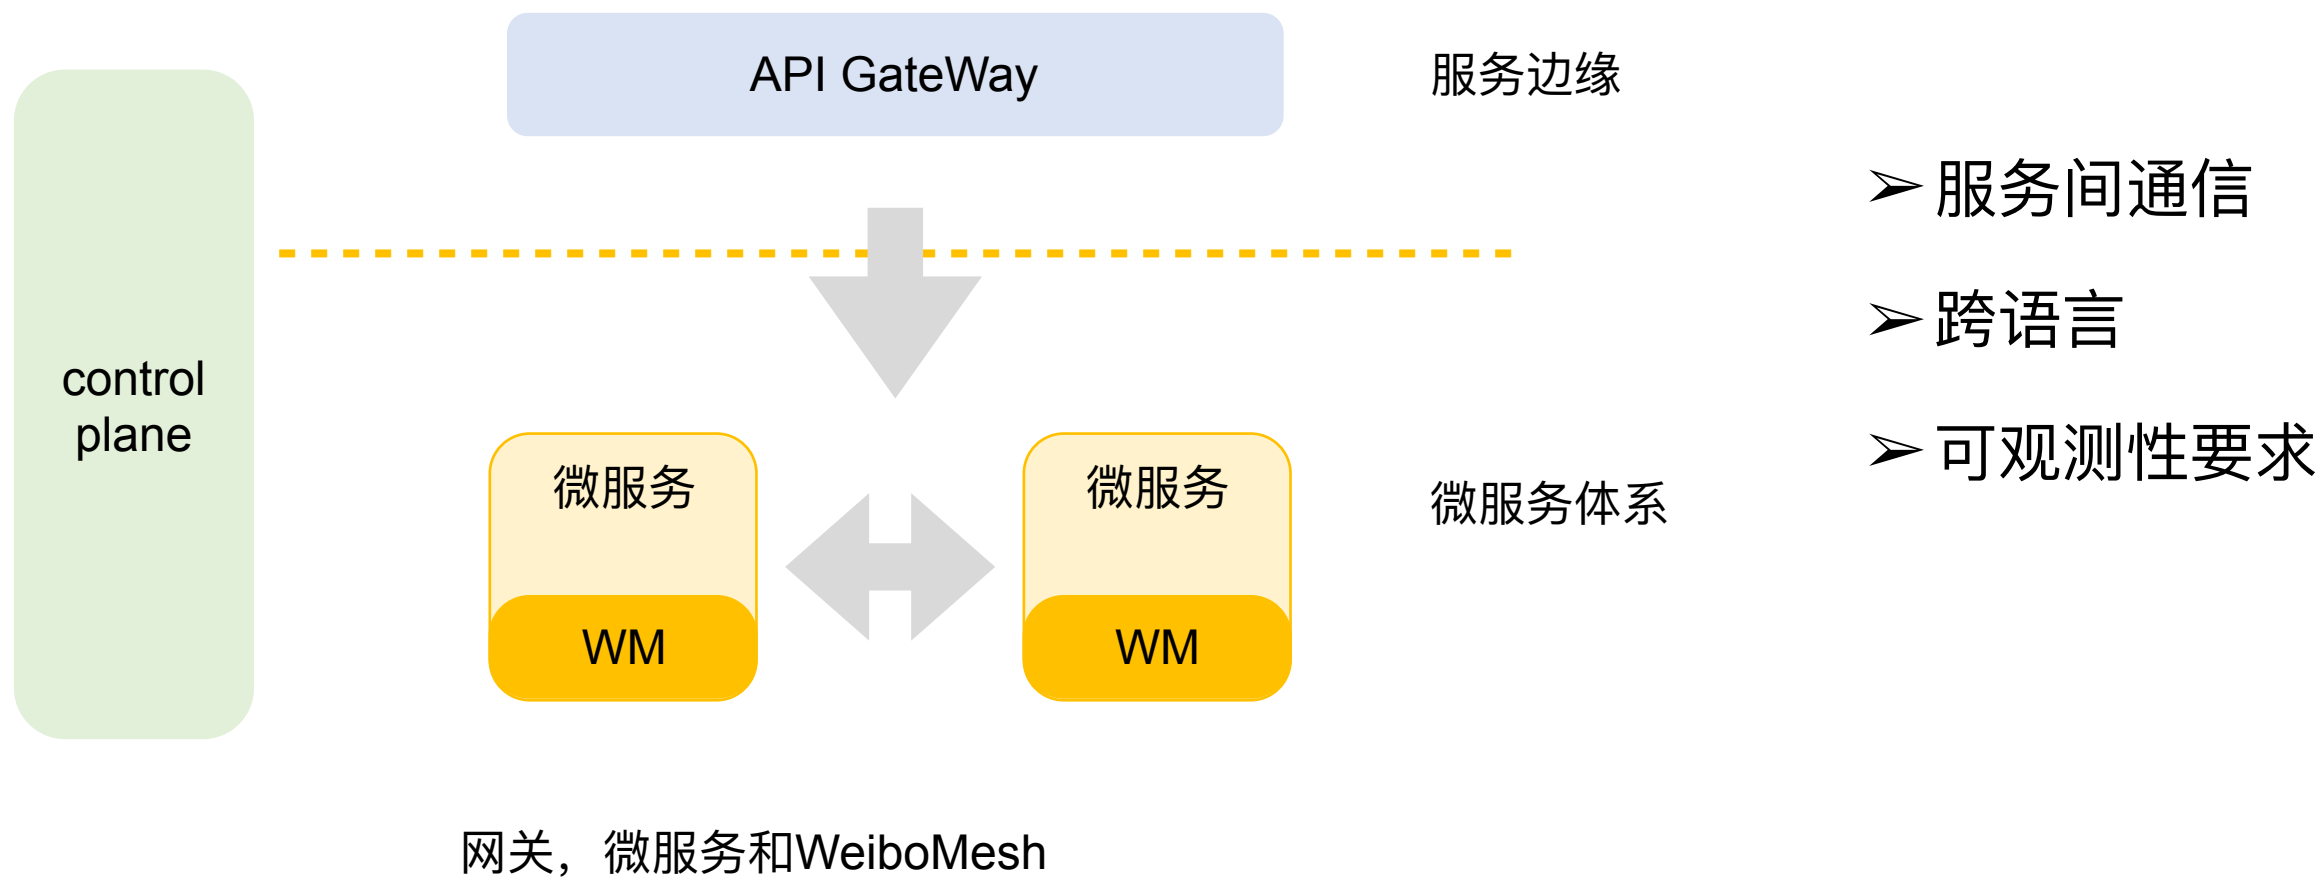 API GateWay
服务边缘
服务间通信
跨语言
control
plane
可观测性要求
微服务
微服务
微服务体系
WM
WM
网关，微服务和WeiboMesh